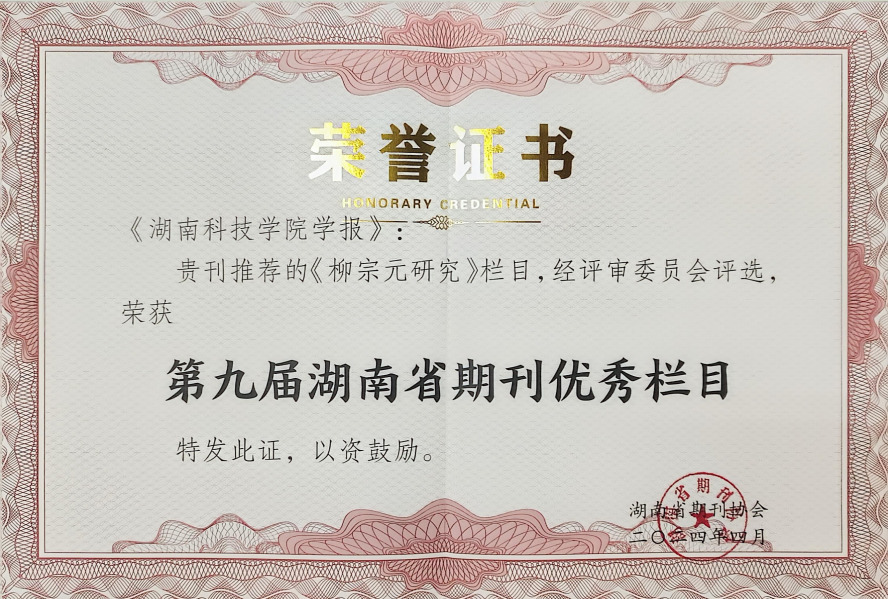 荣誉证书
HONORARY CREDENTIAL
《湖南科技学院学报》:
贵刊推荐的《柳宗元研究》栏目,经评审委员会评选,
荣获
第九届湖南省期刊优秀栏目
特发此证，以资鼓励。
湖南省期刊协会
二〇二四年四月